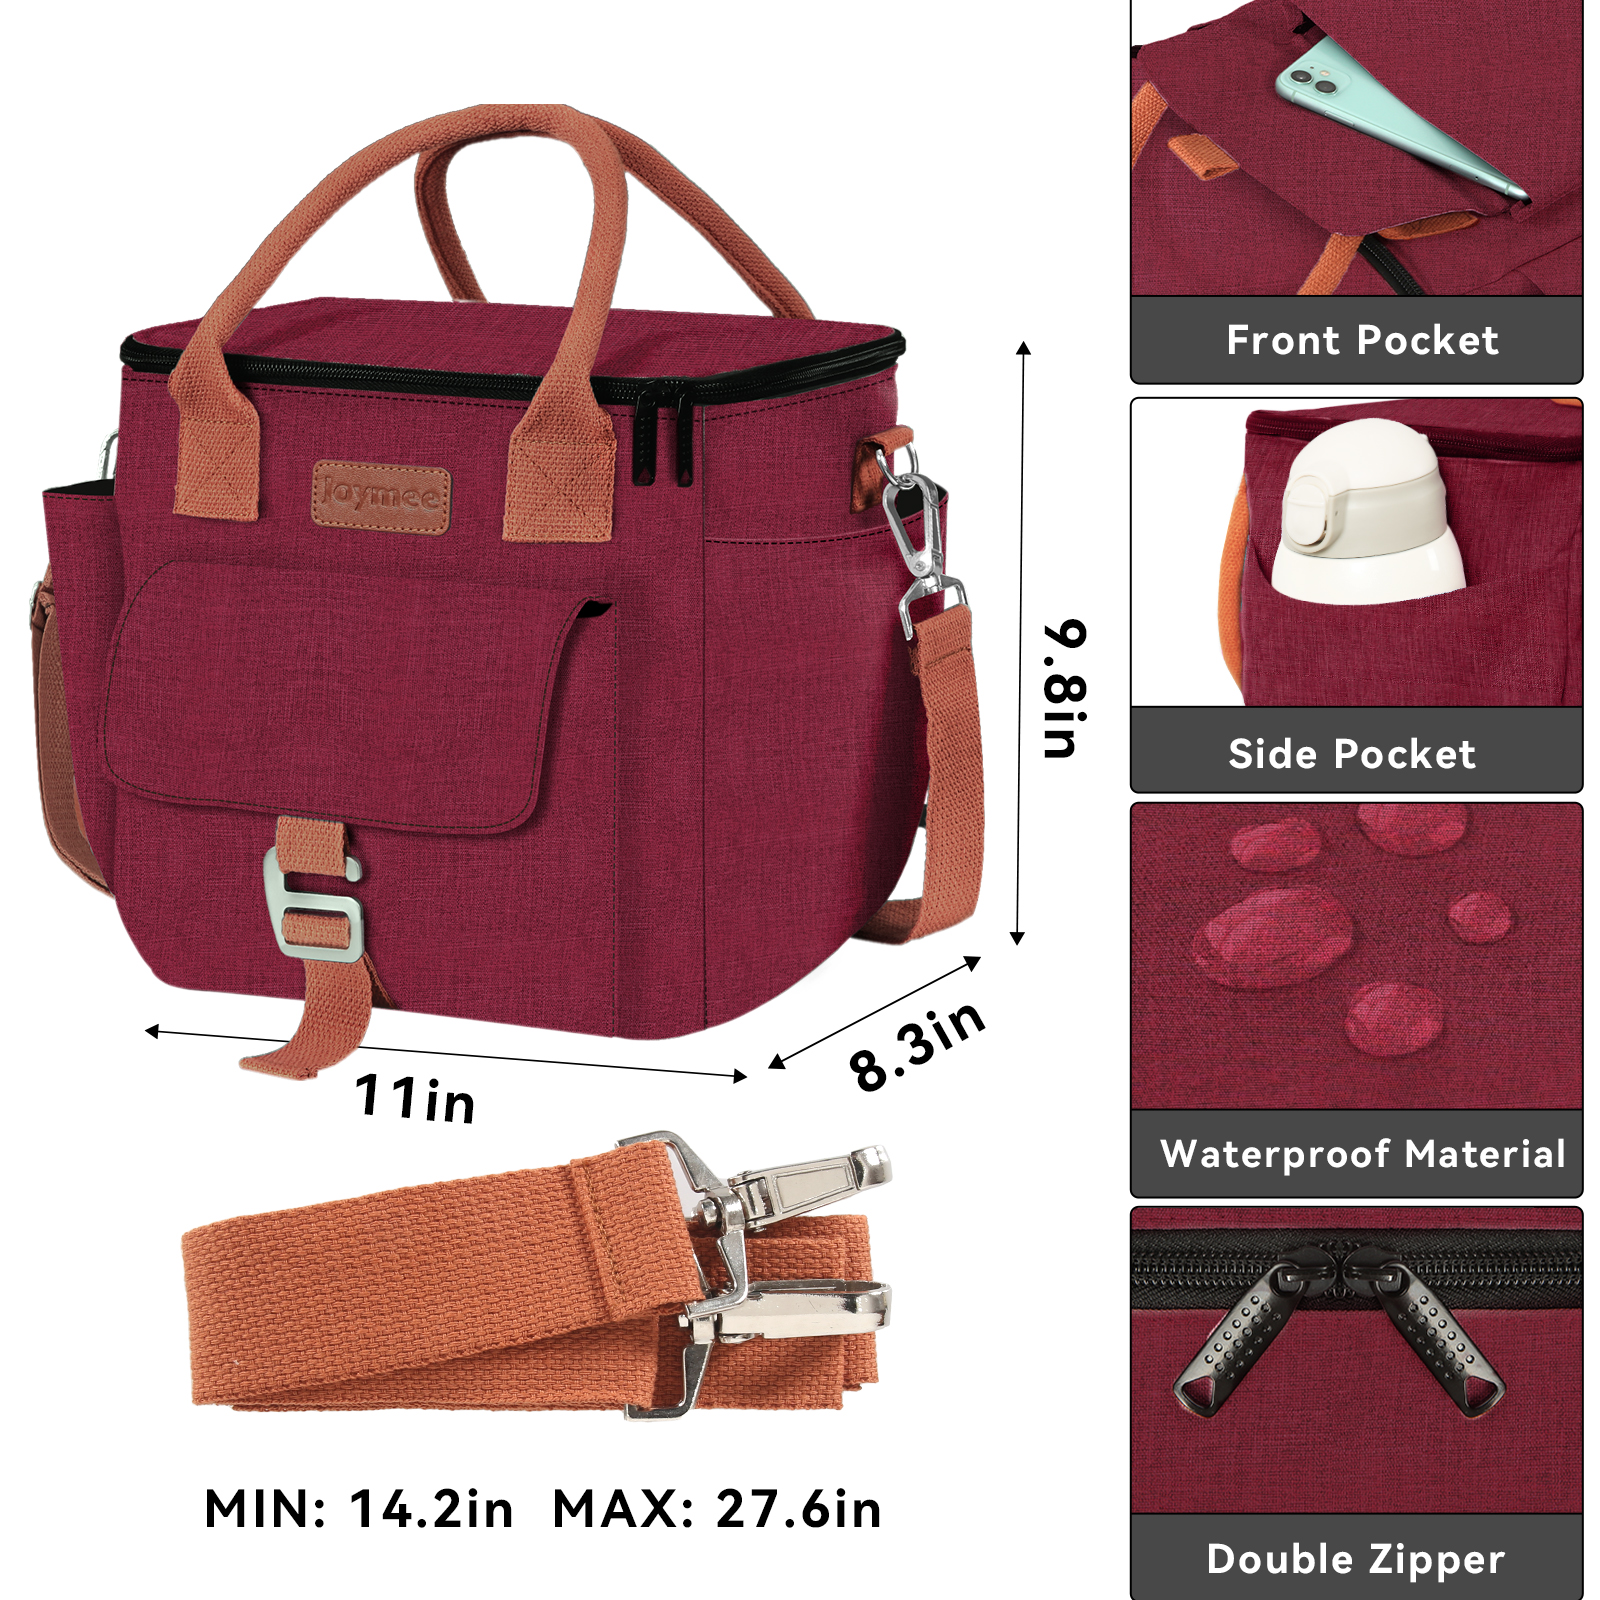 Joymee
9.8in
8.3in
11in
MIN: 14.2in MAX: 27.6in
Front Pocket
Side Pocket
Waterproof Material
Double Zipper